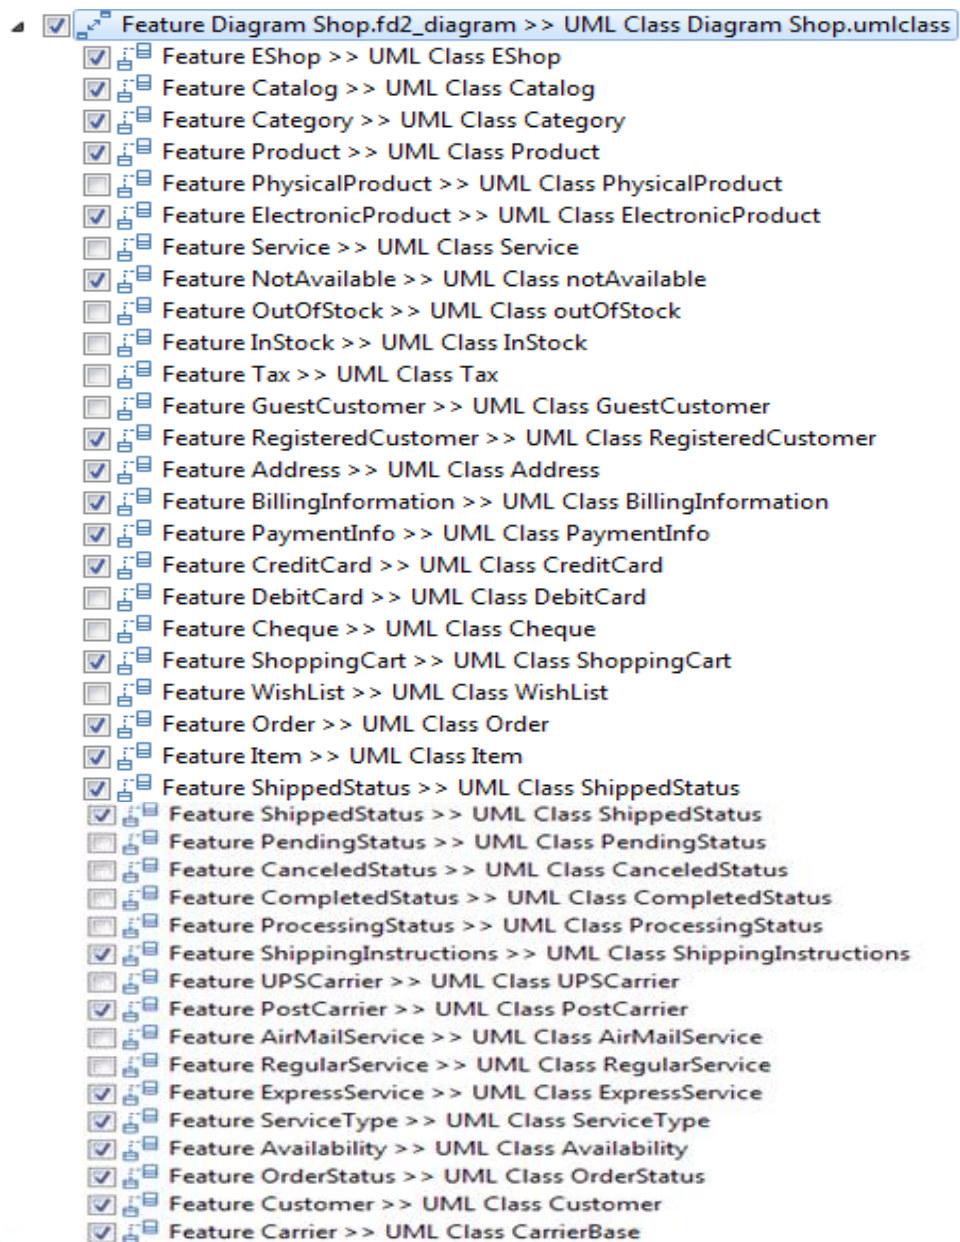 Feature Diagram Shop.fd2_diagram >> UML Class Diagram Shop.umlclass
Feature EShop >> UML Class EShop
Feature Catalog >> UML Class Catalog
Feature Category >> UML Class Category
Feature Product >> UML Class Product
Feature PhysicalProduct >> UML Class PhysicalProduct
Feature ElectronicProduct >> UML Class ElectronicProduct
Feature Service >> UML Class Service
Feature NotAvailable >> UML Class notAvailable
Feature OutOfStock >> UML Class outOfStock
Feature InStock >> UML Class InStock
Feature Tax >> UML Class Tax
Feature GuestCustomer >> UML Class GuestCustomer
Feature RegisteredCustomer >> UML Class RegisteredCustomer
Feature Address >> UML Class Address
Feature BillingInformation >> UML Class BillingInformation
Feature PaymentInfo >> UML Class PaymentInfo
Feature CreditCard >> UML Class CreditCard
Feature DebitCard >> UML Class DebitCard
Feature Cheque >> UML Class Cheque
Feature ShoppingCart >> UML Class ShoppingCart
Feature WishList >> UML Class WishList
Feature Order >> UML Class Order
Feature Item >> UML Class Item
Feature ShippedStatus >> UML Class ShippedStatus
Feature ShippedStatus >> UML Class ShippedStatus
Feature PendingStatus >> UML Class PendingStatus
Feature CanceledStatus >> UML Class CanceledStatus
Feature CompletedStatus >> UML Class CompletedStatus
Feature ProcessingStatus >> UML Class ProcessingStatus
Feature ShippingInstructions >> UML Class ShippingInstructions
Feature UPSCarrier >> UML Class UPSCarrier
Feature PostCarrier >> UML Class PostCarrier
Feature AirMailService >> UML Class AirMailService
Feature RegularService >> UML Class RegularService
Feature ExpressService >> UML Class ExpressService
Feature ServiceType >> UML Class ServiceType
Feature Availability >> UML Class Availability
Feature OrderStatus >> UML Class OrderStatus
Feature Customer >> UML Class Customer
Feature Carrier >> UML Class CarrierBase